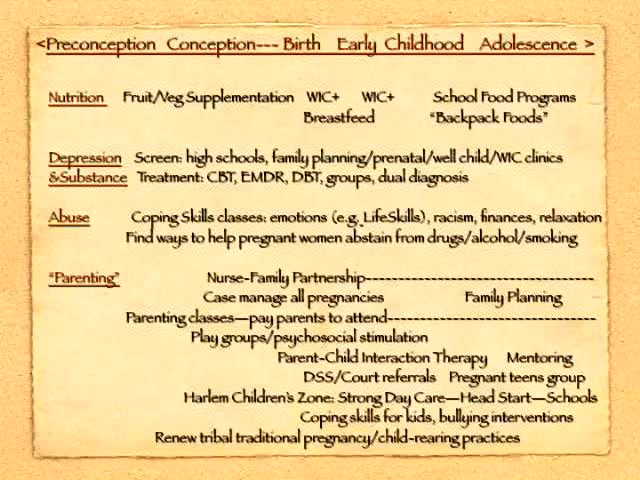 <Preconception Conception--- Birth Early Childhood Adolescence >
Nutrition Fruit/Veg Supplementation WIC+ WIC+ School Food Programs
Breastfeed "Backpack Foods"
Depression Screen: high schools, family planning/prenatal/well child/WIC clinics
&Substance Treatment: CBT, EMDR, DBT, groups, dual diagnosis
Abuse Coping Skills classes: emotions (e.g. LifeSkills), racism, finances, relaxation
Find ways to help pregnant women abstain from drugs/alcohol/smoking
"Parenting" Nurse-Family Partnership-----------------------------------
Case manage all pregnancies Family Planning
Parenting classes—pay parents to attend--------------------------------
Play groups/psychosocial stimulation
Parent-Child Interaction Therapy Mentoring
DSS/Court referrals Pregnant teens group
Harlem Children's Zone: Strong Day Care—Head Start—Schools
Coping skills for kids, bullying interventions
Renew tribal traditional pregnancy/child-rearing practices